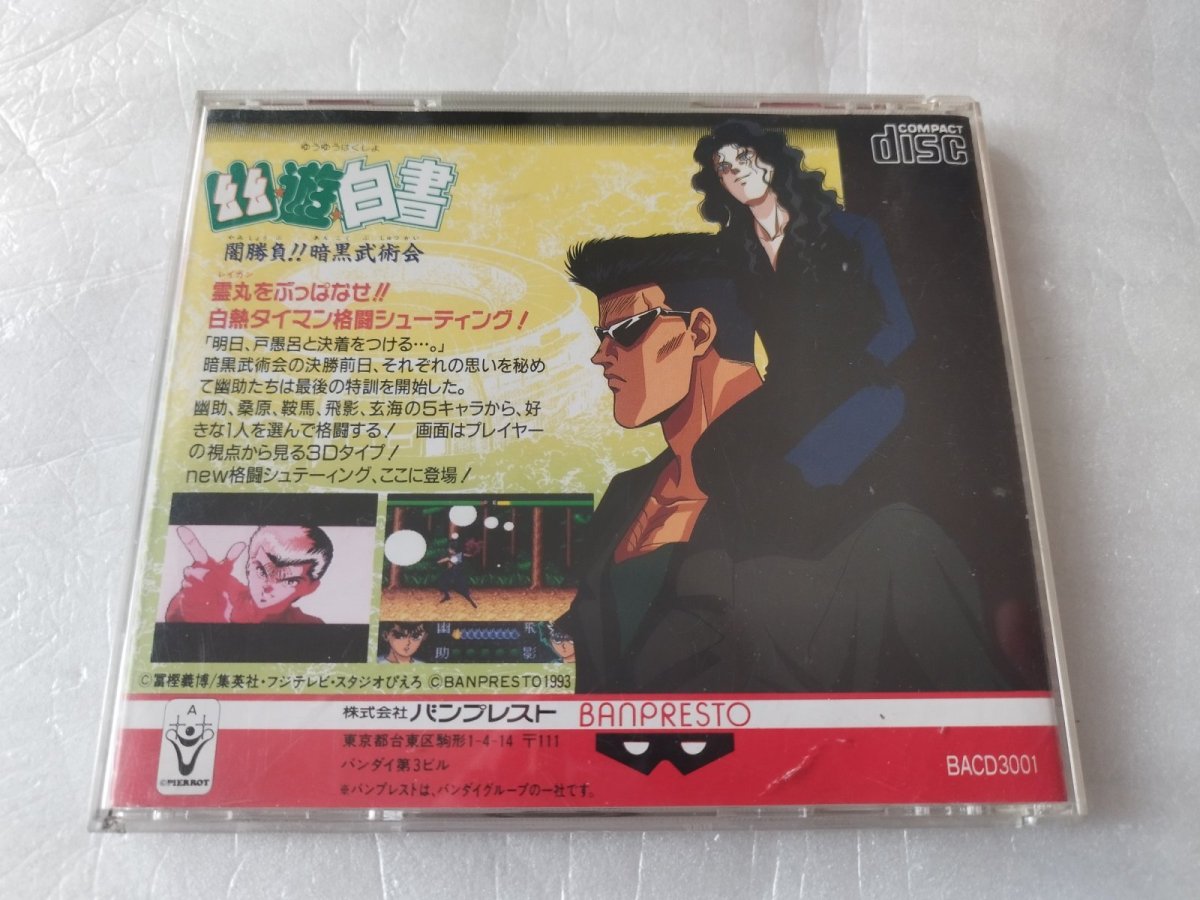 ゆうゆうはくしょ
COMPACT
disc
幽★遊★白書
やみしょうぶ あんこくぶじゅつかい
闇勝負!!暗黒武術会
レイガン
霊丸をぶっぱなせ!!
白熱タイマン格闘シューティング!
「明日、戸愚呂と決着をつける…。」
暗黒武術会の決勝前日、それぞれの思いを秘め
て幽助たちは最後の特訓を開始した。
幽助、桑原、鞍馬、飛影、玄海の5キャラから、好
きな1人を選んで格闘する! 画面はプレイヤー
の視点から見る3Dタイプ!
new格闘シュテーィング、ここに登場!
幽助
飛影
©冨樫義博/集英社・フジテレビ・スタジオぴえろ ©BANPRESTO1993
A
©PIERROT
株式会社 バンプレスト BANPRESTO
東京都台東区駒形1-4-14 〒111
バンダイ第3ビル
※バンプレストは、バンダイグループの一社です。
BACD3001